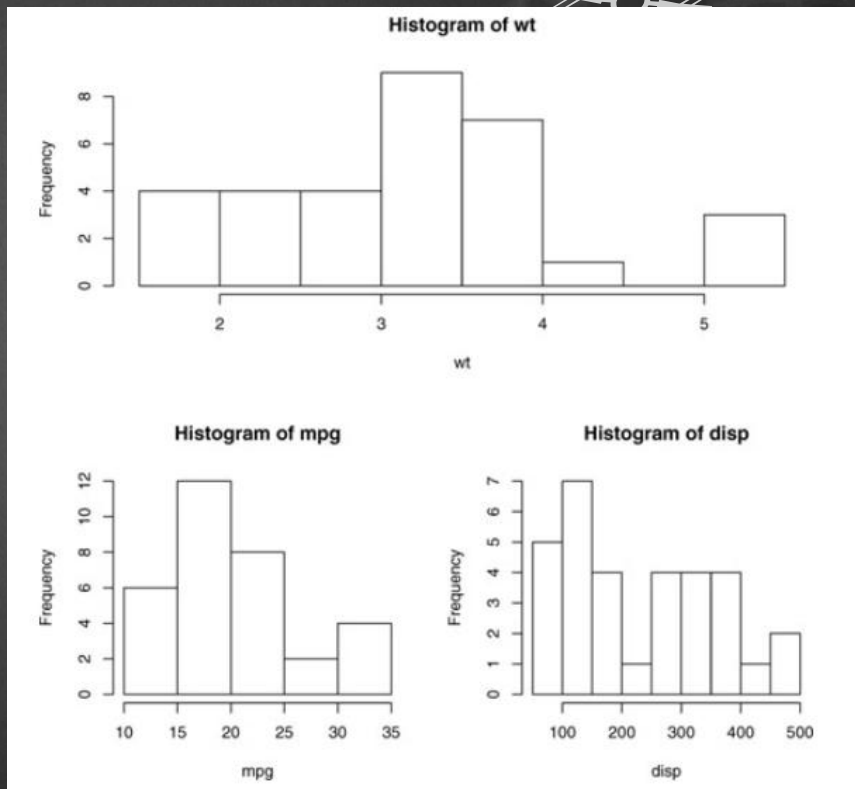 Histogram of wt
Frequency
0 2 4 6 8
2 3 4 5
wt
Histogram of mpg
Frequency
0 2 4 6 8 10 12
10 15 20 25 30 35
mpg
Histogram of disp
Frequency
0 1 2 3 4 5 6 7
100 200 300 400 500
disp